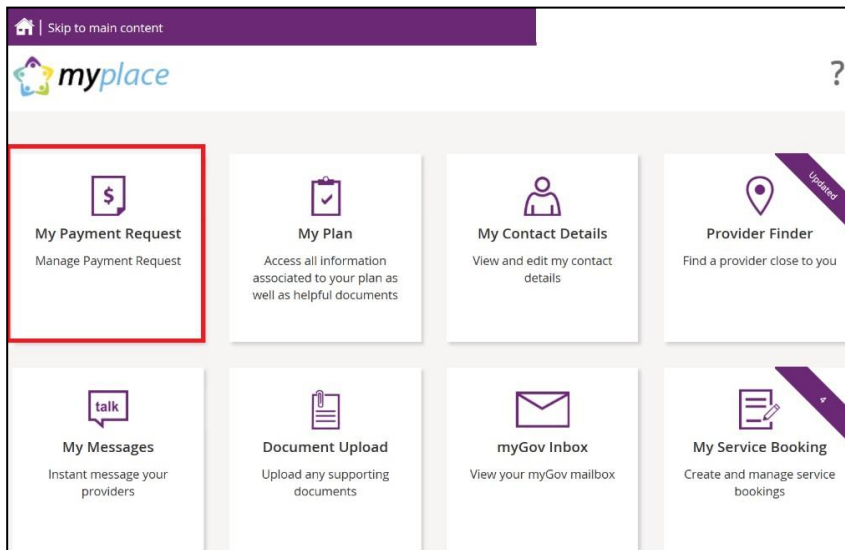 Skip to main content
myplace
?
$
My Payment Request
Manage Payment Request
My Plan
Access all information
associated to your plan as
well as helpful documents
My Contact Details
View and edit my contact
details
Updated
Provider Finder
Find a provider close to you
talk
My Messages
Instant message your
providers
Document Upload
Upload any supporting
documents
myGov Inbox
View your myGov mailbox
4
My Service Booking
Create and manage service
bookings